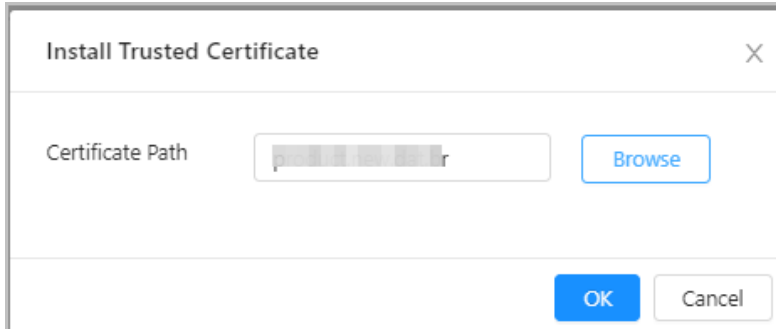 Install Trusted Certificate
Certificate Path
Browse
OK
Cancel